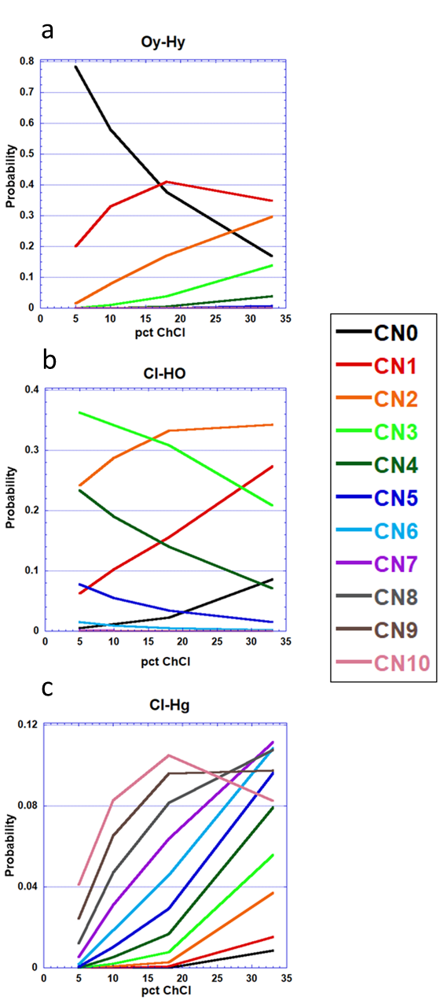 a
Oy-Hy
0.8
0.7
0.6
0.5
0.4
0.3
0.2
0.1
0
0 5 10 15 20 25 30 35
Probability
pct ChCl
b
Cl-HO
0.4
0.3
0.2
0.1
0
0 5 10 15 20 25 30 35
Probability
pct ChCl
c
Cl-Hg
0.12
0.08
0.04
0
0 5 10 15 20 25 30 35
Probability
pct ChCl
CN0
CN1
CN2
CN3
CN4
CN5
CN6
CN7
CN8
CN9
CN10